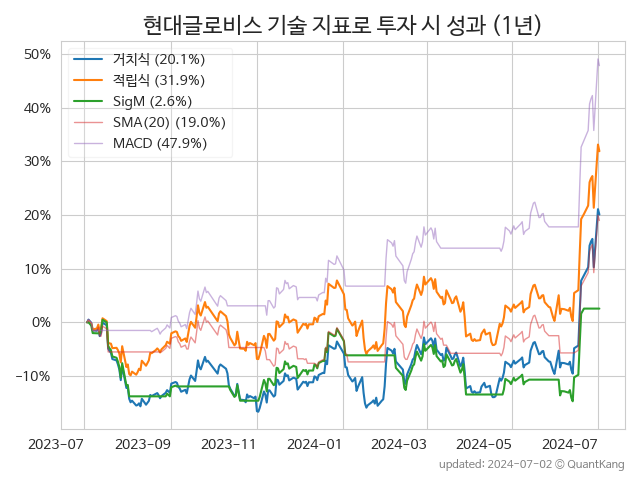 현대글로비스 기술 지표로 투자 시 성과 (1년)
50%
40%
30%
20%
10%
0%
−10%
거치식 (20.1%)
적립식 (31.9%)
SigM (2.6%)
SMA(20) (19.0%)
MACD (47.9%)
2023-07
2023-09
2023-11
2024-01
2024-03
2024-05
2024-07
updated: 2024-07-02 © QuantKang